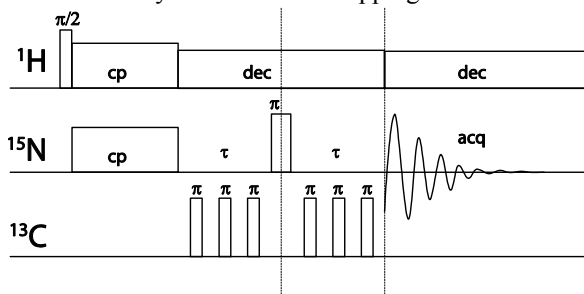 π/2
¹H cp dec dec
π
¹⁵N cp τ τ acq
π π π π π π
¹³C